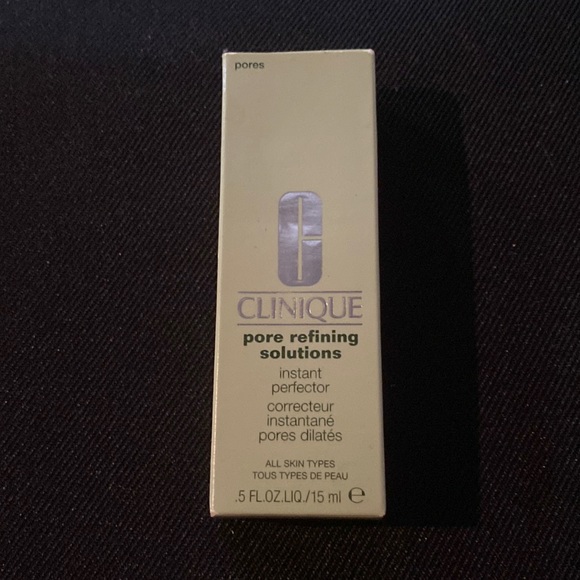 pores
CLINIQUE
pore refining
solutions
instant
perfector
correcteur
instantané
pores dilatés
ALL SKIN TYPES
TOUS TYPES DE PEAU
.5 FL.OZ.LIQ./15 ml ℮